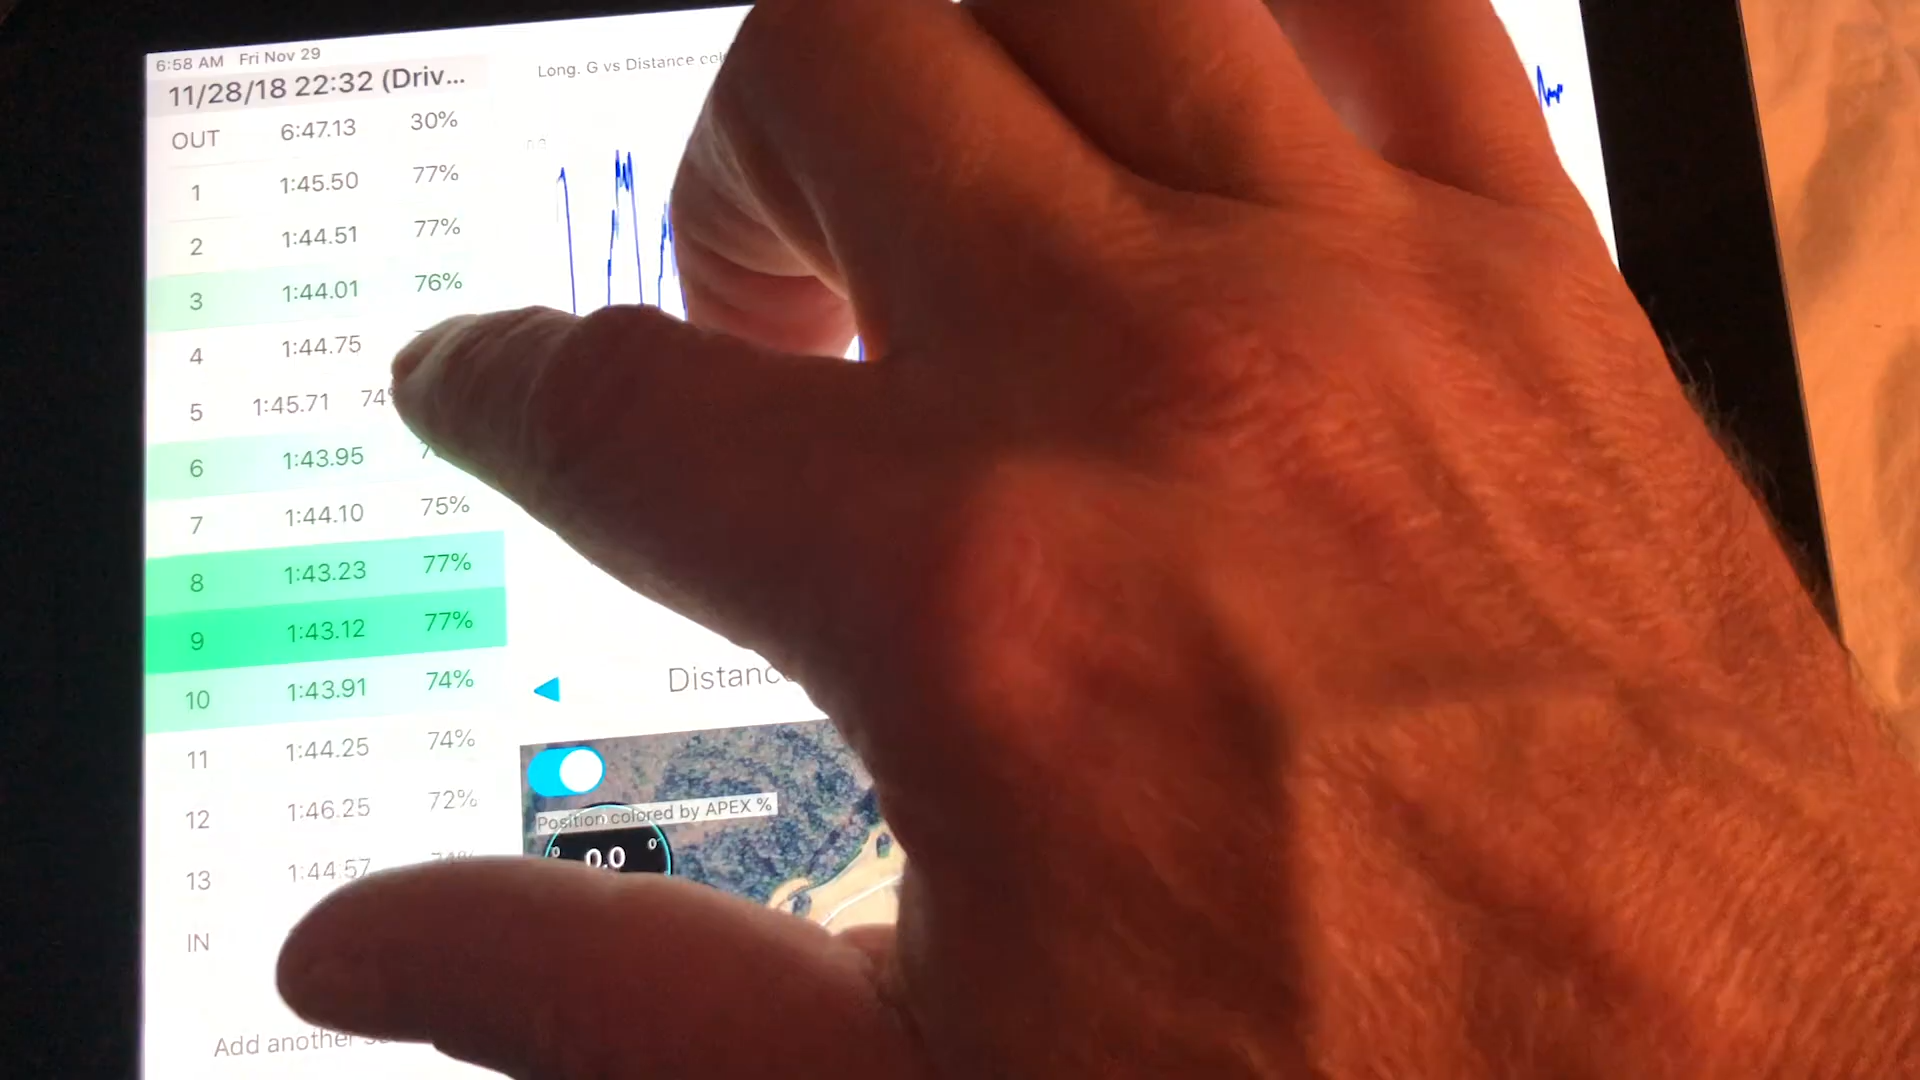 6:58 AM Fri Nov 29
11/28/18 22:32 (Driv...
OUT 6:47.13 30%
1 1:45.50 77%
2 1:44.51 77%
3 1:44.01 76%
4 1:44.75
5 1:45.71 74%
6 1:43.95
7 1:44.10 75%
8 1:43.23 77%
9 1:43.12 77%
10 1:43.91 74%
11 1:44.25 74%
12 1:46.25 72%
13 1:44.57 74%
IN
Add another
Long. G vs Distance
Distance
Position colored by APEX %
0.0